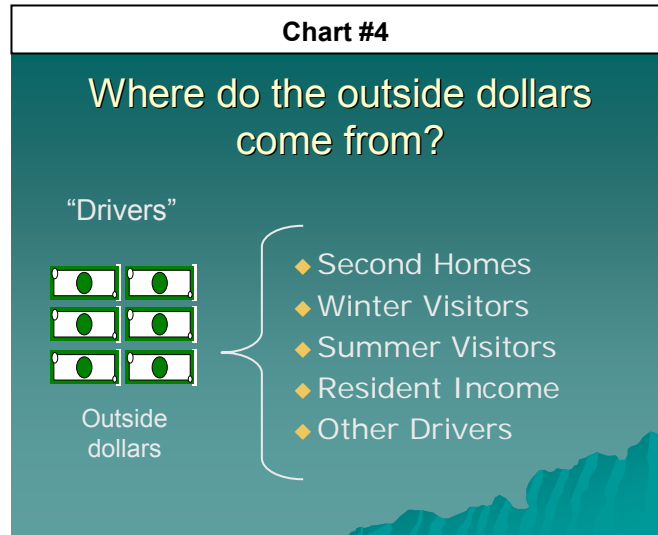 Chart #4
Where do the outside dollars
come from?
“Drivers”
Outside
dollars
Second Homes
Winter Visitors
Summer Visitors
Resident Income
Other Drivers